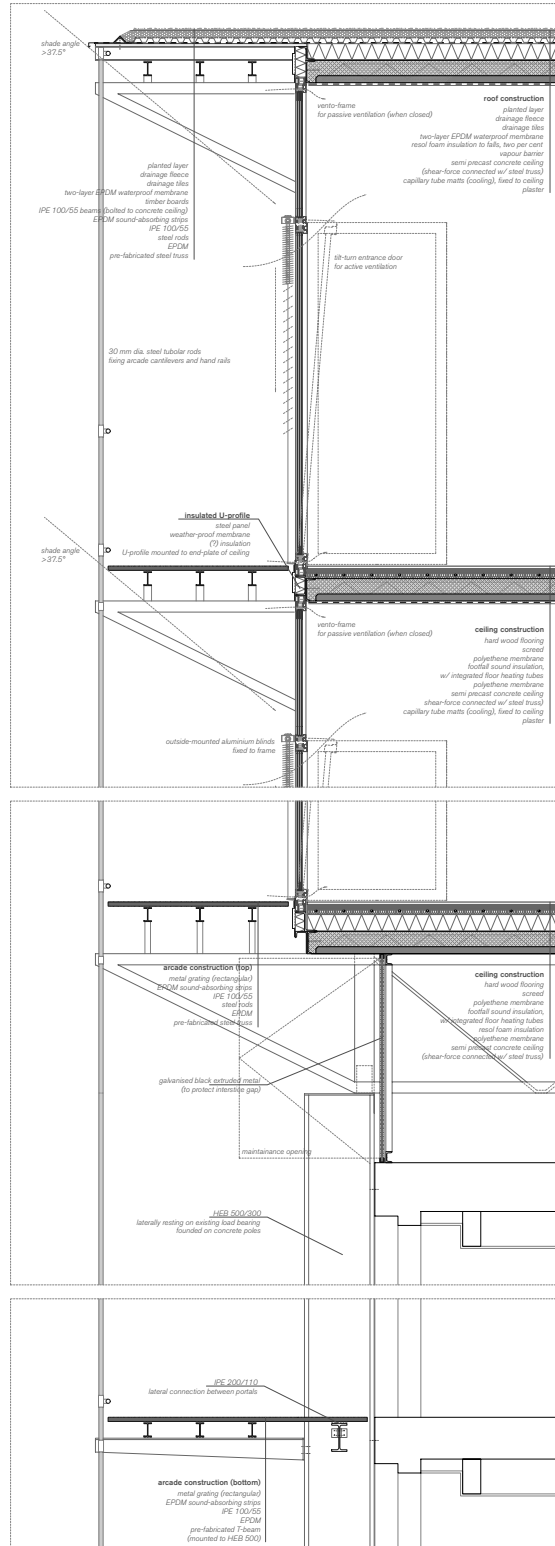 shade angle
>37.5°
vento-frame
for passive ventilation (when closed)
roof construction
planted layer
drainage fleece
drainage tiles
two-layer EPDM waterproof membrane
resol foam insulation to falls, two per cent
vapour barrier
semi precast concrete ceiling
(shear-force connected w/ steel truss)
capillary tube matts (cooling), fixed to ceiling
plaster
planted layer
drainage fleece
drainage tiles
two-layer EPDM waterproof membrane
timber boards
IPE 100/55 beams (bolted to concrete ceiling)
EPDM sound-absorbing strips
IPE 100/55
steel rods
EPDM
pre-fabricated steel truss
tilt-turn entrance door
for active ventilation
30 mm dia. steel tubolar rods
fixing arcade cantilevers and hand rails
insulated U-profile
steel panel
weather-proof membrane
(?) insulation
U-profile mounted to end-plate of ceiling
shade angle
>37.5°
vento-frame
for passive ventilation (when closed)
ceiling construction
hard wood flooring
screed
polyethene membrane
footfall sound insulation,
w/ integrated floor heating tubes
polyethene membrane
semi precast concrete ceiling
(shear-force connected w/ steel truss)
capillary tube matts (cooling), fixed to ceiling
plaster
outside-mounted aluminium blinds
fixed to frame
arcade construction (top)
metal grating (rectangular)
EPDM sound-absorbing strips
IPE 100/55
steel rods
EPDM
pre-fabricated steel truss
ceiling construction
hard wood flooring
screed
polyethene membrane
footfall sound insulation,
w/ integrated floor heating tubes
resol foam insulation
polyethene membrane
semi precast concrete ceiling
(shear-force connected w/ steel truss)
galvanised black extruded metal
(to protect interstice gap)
maintainance opening
HEB 500/300
laterally resting on existing load bearing
founded on concrete poles
IPE 200/110
lateral connection between portals
arcade construction (bottom)
metal grating (rectangular)
EPDM sound-absorbing strips
IPE 100/55
EPDM
pre-fabricated T-beam
(mounted to HEB 500)